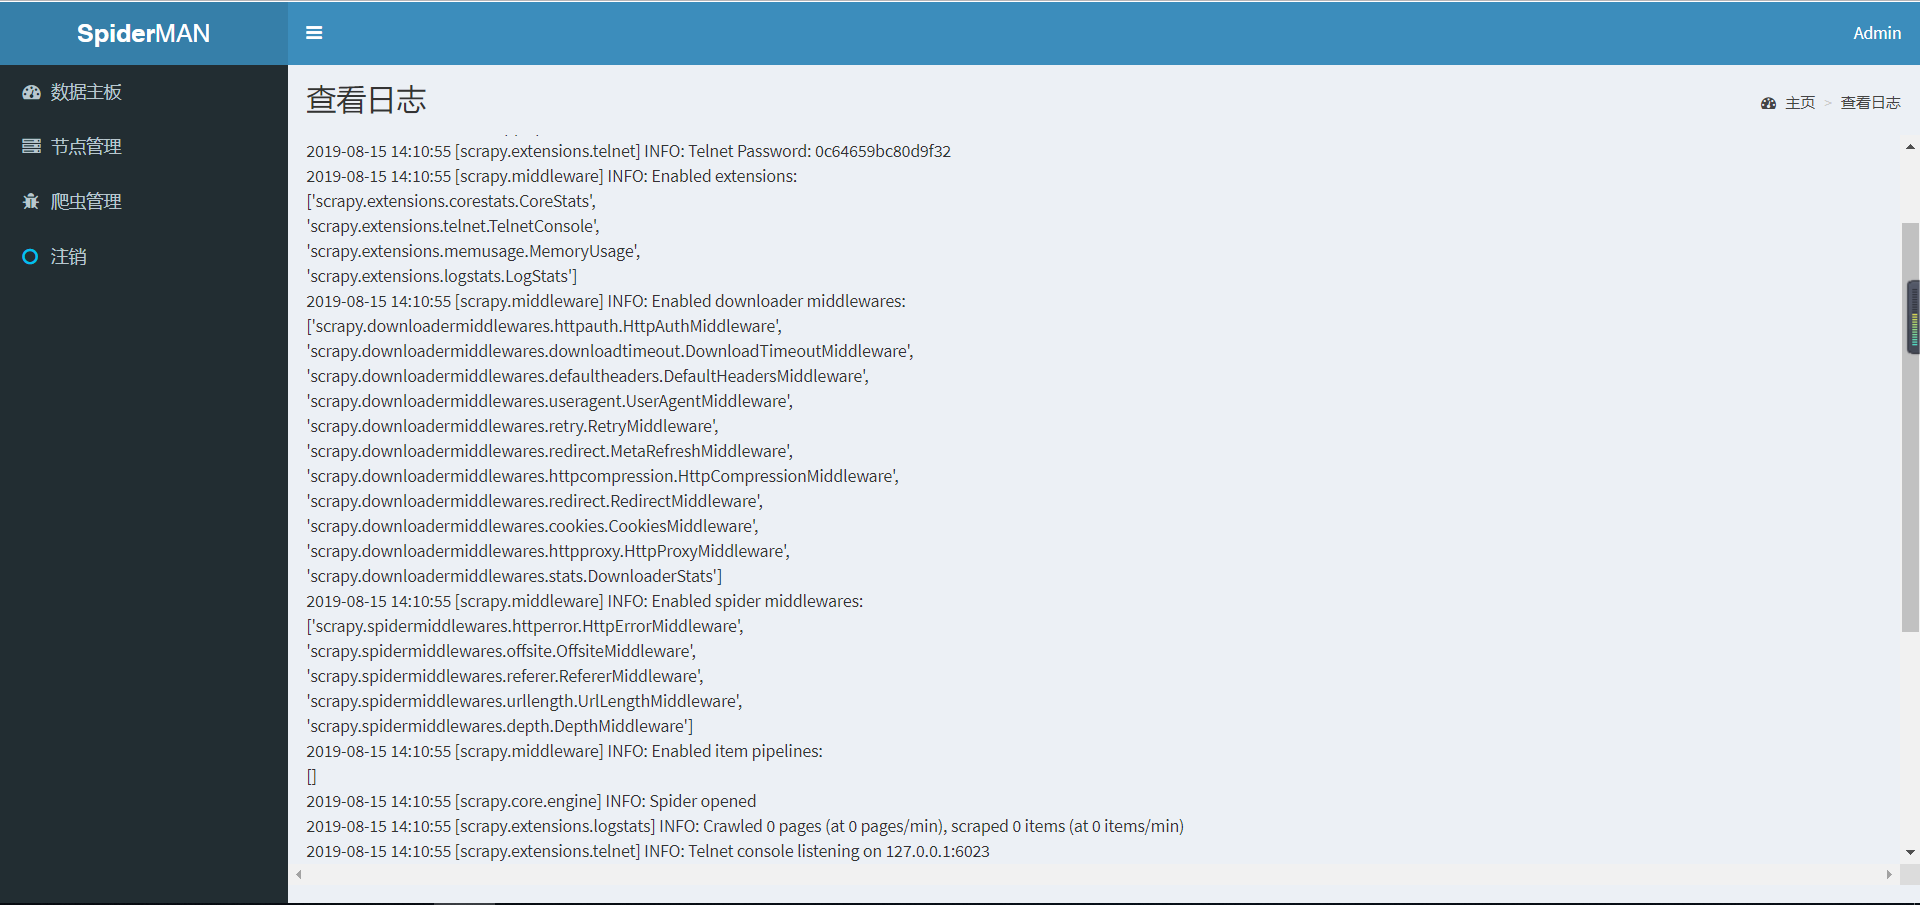 SpiderMAN
Admin
数据主板
节点管理
爬虫管理
注销
查看日志
主页 > 查看日志
2019-08-15 14:10:55 [scrapy.extensions.telnet] INFO: Telnet Password: 0c64659bc80d9f32
2019-08-15 14:10:55 [scrapy.middleware] INFO: Enabled extensions:
['scrapy.extensions.corestats.CoreStats',
'scrapy.extensions.telnet.TelnetConsole',
'scrapy.extensions.memusage.MemoryUsage',
'scrapy.extensions.logstats.LogStats']
2019-08-15 14:10:55 [scrapy.middleware] INFO: Enabled downloader middlewares:
['scrapy.downloadermiddlewares.httpauth.HttpAuthMiddleware',
'scrapy.downloadermiddlewares.downloadtimeout.DownloadTimeoutMiddleware',
'scrapy.downloadermiddlewares.defaultheaders.DefaultHeadersMiddleware',
'scrapy.downloadermiddlewares.useragent.UserAgentMiddleware',
'scrapy.downloadermiddlewares.retry.RetryMiddleware',
'scrapy.downloadermiddlewares.redirect.MetaRefreshMiddleware',
'scrapy.downloadermiddlewares.httpcompression.HttpCompressionMiddleware',
'scrapy.downloadermiddlewares.redirect.RedirectMiddleware',
'scrapy.downloadermiddlewares.cookies.CookiesMiddleware',
'scrapy.downloadermiddlewares.httpproxy.HttpProxyMiddleware',
'scrapy.downloadermiddlewares.stats.DownloaderStats']
2019-08-15 14:10:55 [scrapy.middleware] INFO: Enabled spider middlewares:
['scrapy.spidermiddlewares.httperror.HttpErrorMiddleware',
'scrapy.spidermiddlewares.offsite.OffsiteMiddleware',
'scrapy.spidermiddlewares.referer.RefererMiddleware',
'scrapy.spidermiddlewares.urllength.UrlLengthMiddleware',
'scrapy.spidermiddlewares.depth.DepthMiddleware']
2019-08-15 14:10:55 [scrapy.middleware] INFO: Enabled item pipelines:
[]
2019-08-15 14:10:55 [scrapy.core.engine] INFO: Spider opened
2019-08-15 14:10:55 [scrapy.extensions.logstats] INFO: Crawled 0 pages (at 0 pages/min), scraped 0 items (at 0 items/min)
2019-08-15 14:10:55 [scrapy.extensions.telnet] INFO: Telnet console listening on 127.0.0.1:6023